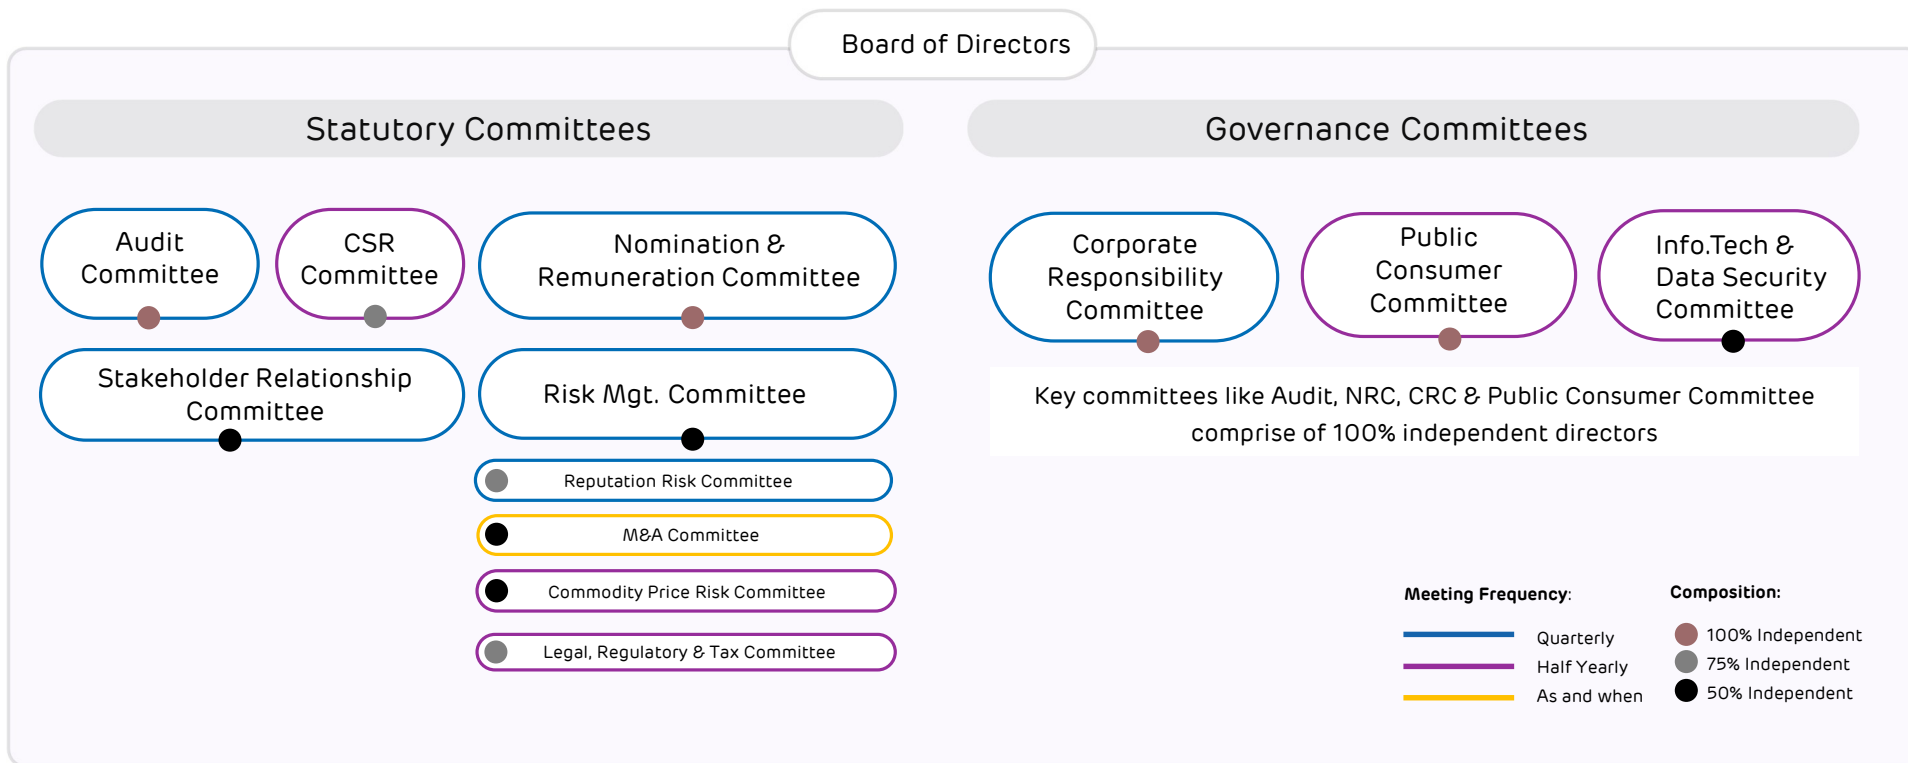 Board of Directors
Statutory Committees
Governance Committees
Audit
Committee
CSR
Committee
Nomination &
Remuneration Committee
Corporate
Responsibility
Committee
Public
Consumer
Committee
Info.Tech &
Data Security
Committee
Stakeholder Relationship
Committee
Risk Mgt. Committee
Key committees like Audit, NRC, CRC & Public Consumer Committee
comprise of 100% independent directors
Reputation Risk Committee
M&A Committee
Commodity Price Risk Committee
Legal, Regulatory & Tax Committee
Meeting Frequency:
Quarterly
Half Yearly
As and when
Composition:
100% Independent
75% Independent
50% Independent